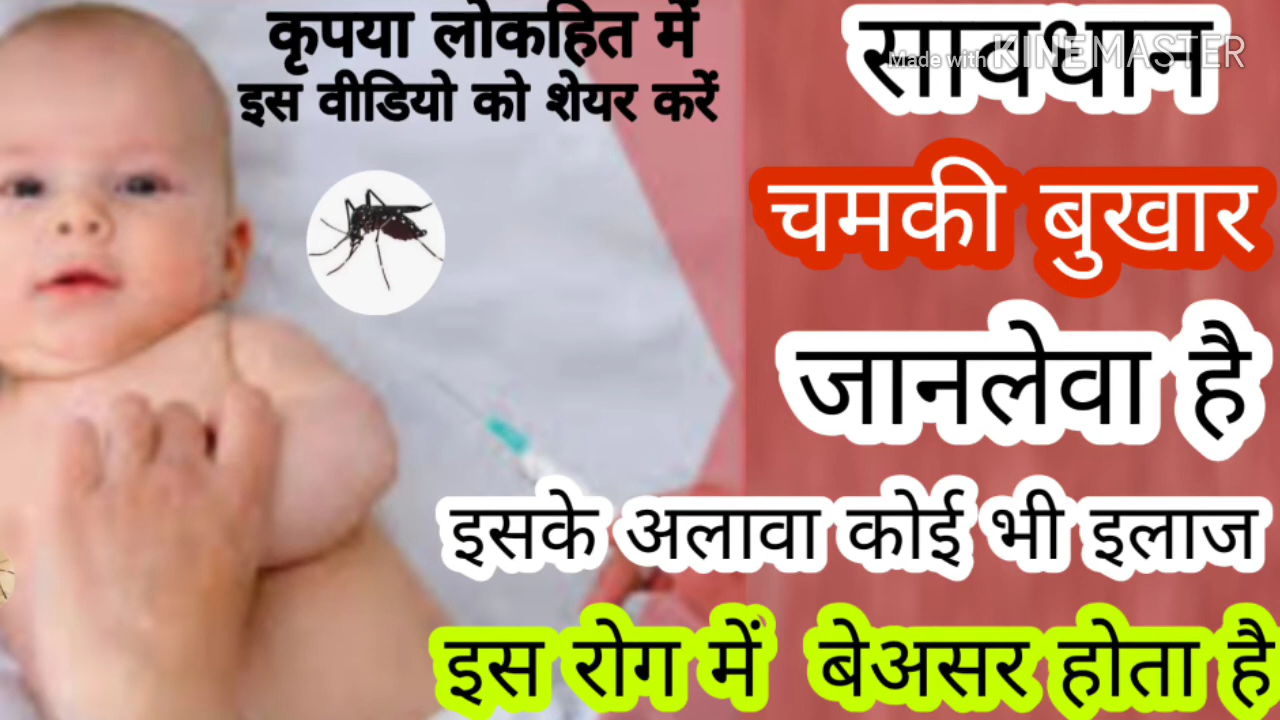 कृपया लोकहित में
इस वीडियो को शेयर करें
सावधान
Made with KINEMASTER
चमकी बुखार
जानलेवा है
इसके अलावा कोई भी इलाज
इस रोग में बेअसर होता है